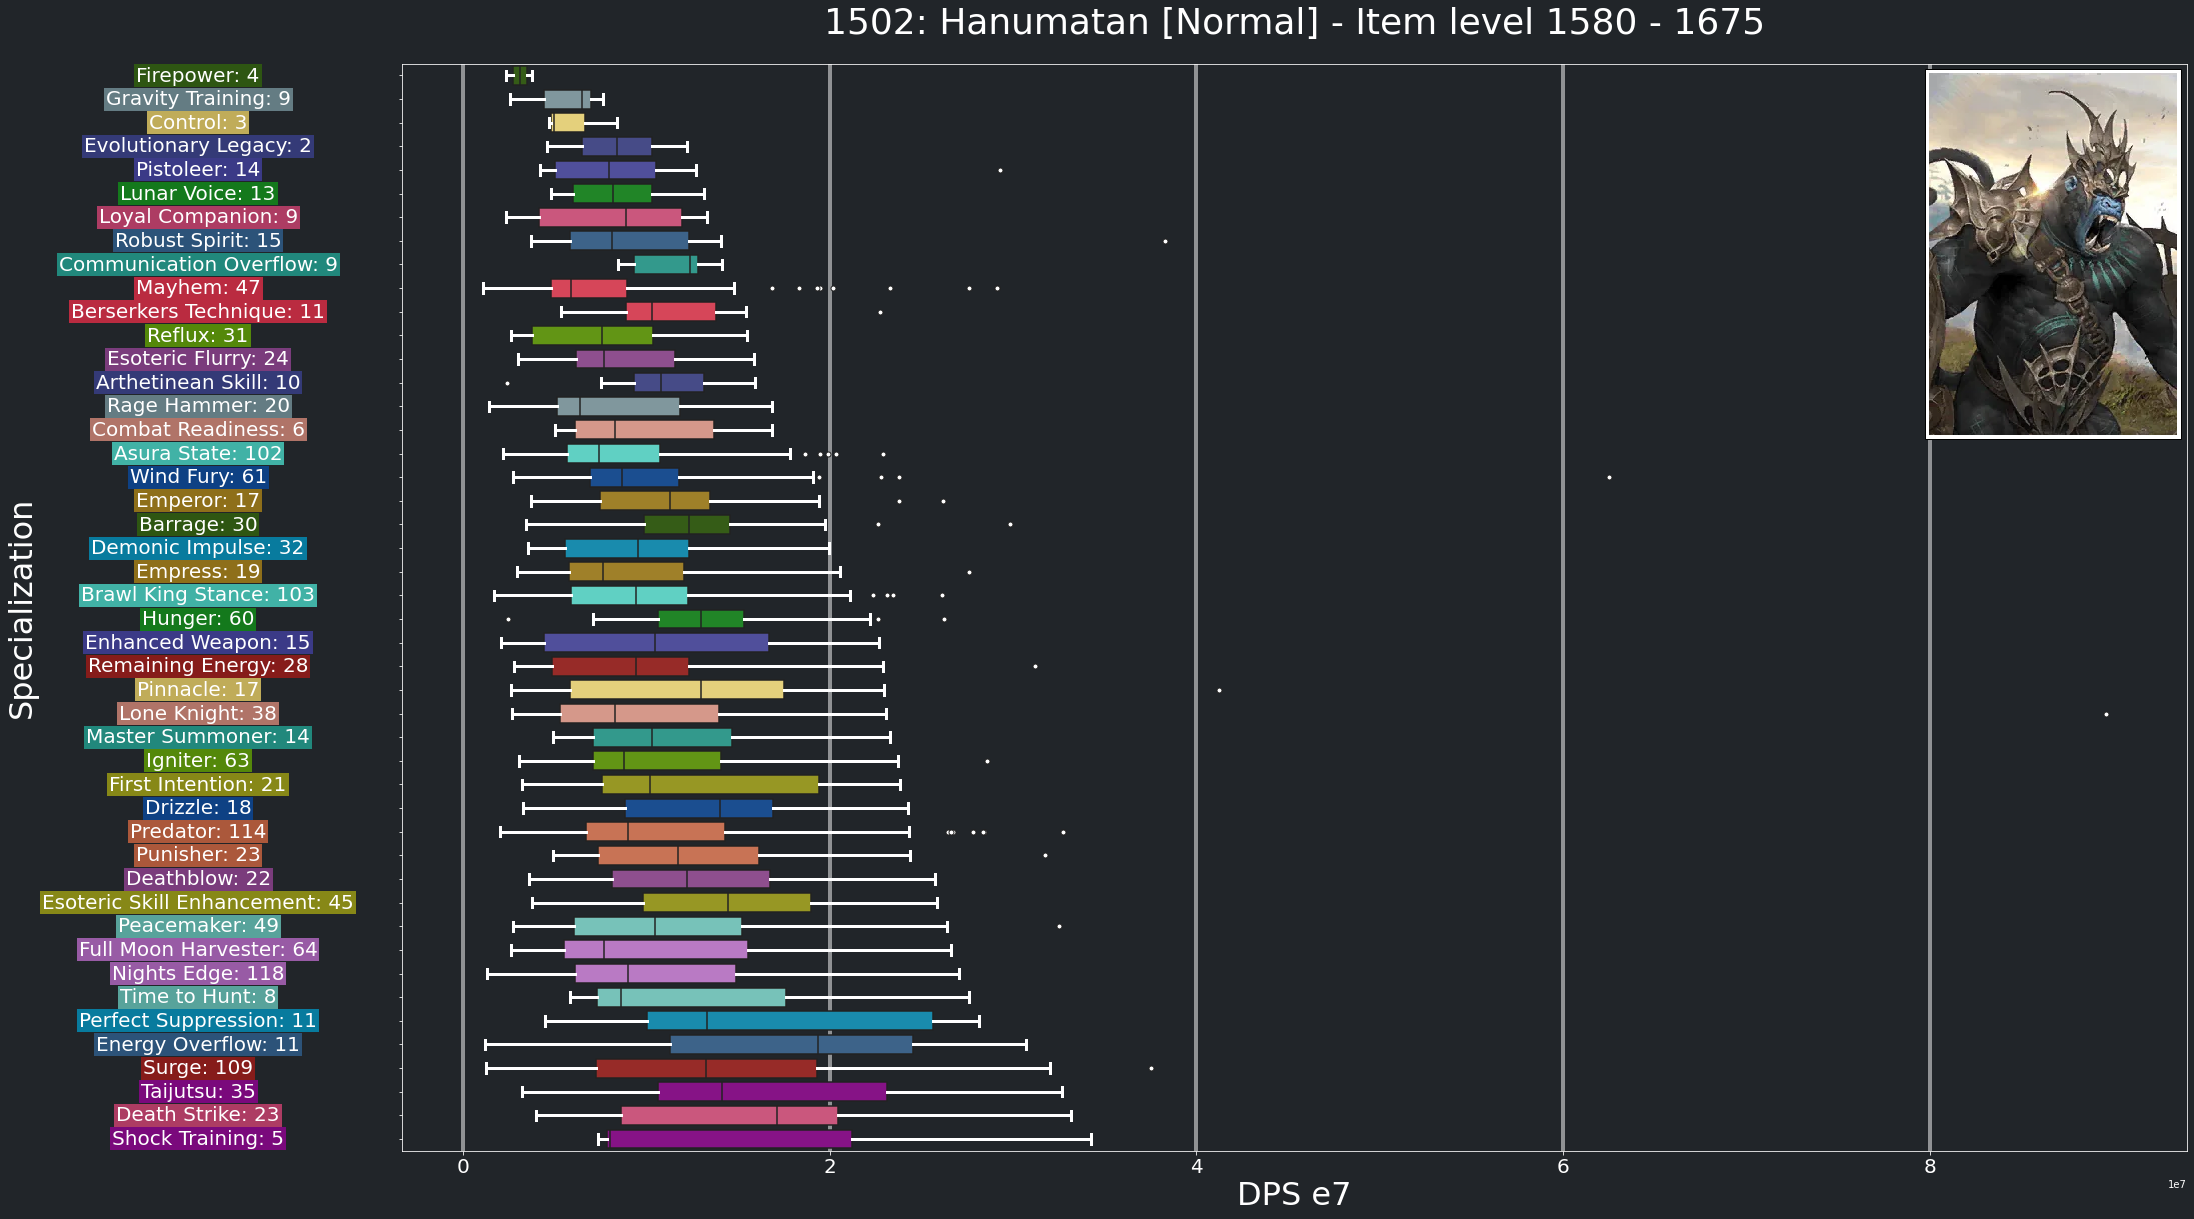 1502: Hanumatan [Normal] - Item level 1580 - 1675
Specialization
Firepower: 4
Gravity Training: 9
Control: 3
Evolutionary Legacy: 2
Pistoleer: 14
Lunar Voice: 13
Loyal Companion: 9
Robust Spirit: 15
Communication Overflow: 9
Mayhem: 47
Berserkers Technique: 11
Reflux: 31
Esoteric Flurry: 24
Arthetinean Skill: 10
Rage Hammer: 20
Combat Readiness: 6
Asura State: 102
Wind Fury: 61
Emperor: 17
Barrage: 30
Demonic Impulse: 32
Empress: 19
Brawl King Stance: 103
Hunger: 60
Enhanced Weapon: 15
Remaining Energy: 28
Pinnacle: 17
Lone Knight: 38
Master Summoner: 14
Igniter: 63
First Intention: 21
Drizzle: 18
Predator: 114
Punisher: 23
Deathblow: 22
Esoteric Skill Enhancement: 45
Peacemaker: 49
Full Moon Harvester: 64
Nights Edge: 118
Time to Hunt: 8
Perfect Suppression: 11
Energy Overflow: 11
Surge: 109
Taijutsu: 35
Death Strike: 23
Shock Training: 5
0 2 4 6 8
DPS e7
1e7